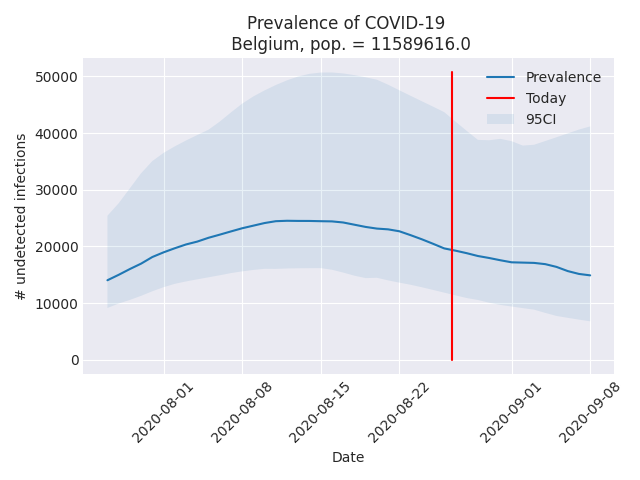 Prevalence of COVID-19
Belgium, pop. = 11589616.0
50000
40000
30000
20000
10000
0
# undetected infections
Prevalence
Today
95CI
2020-08-01
2020-08-08
2020-08-15
2020-08-22
2020-09-01
2020-09-08
Date